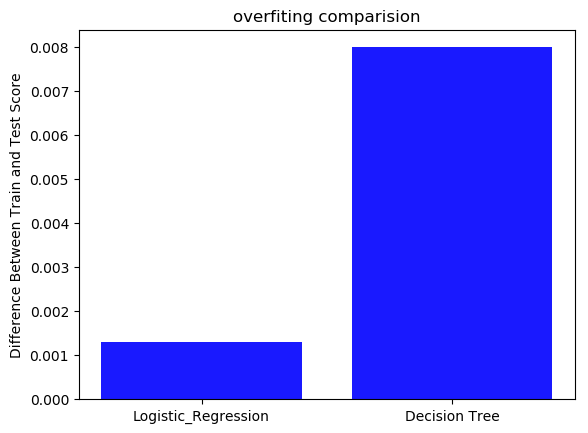 overfiting comparision
Difference Between Train and Test Score
0.008
0.007
0.006
0.005
0.004
0.003
0.002
0.001
0.000
Logistic_Regression
Decision Tree